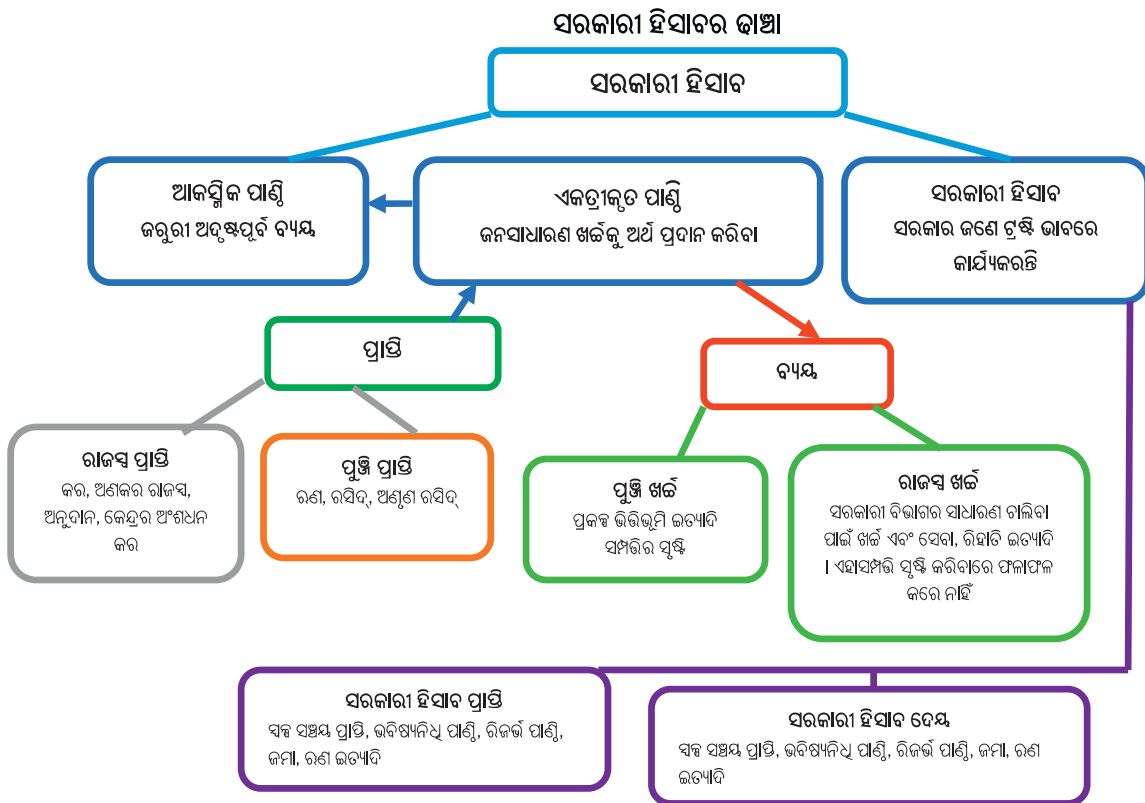 ସରକାରୀ ହିସାବର ଢାଞ୍ଚା
ସରକାରୀ ହିସାବ
ଆକସ୍ମିକ ପାଣ୍ଠି
ଜରୁରୀ ଅଦୃଷ୍ଟପୂର୍ବ ବ୍ୟୟ
ଏକତ୍ରୀକୃତ ପାଣ୍ଠି
ଜନସାଧାରଣ ଖର୍ଚ୍ଚକୁ ଅର୍ଥ ପ୍ରଦାନ କରିବା
ସରକାରୀ ହିସାବ
ସରକାର ଜଣେ ଟ୍ରଷ୍ଟି ଭାବରେ
କାର୍ଯ୍ୟକରନ୍ତି
ପ୍ରାପ୍ତି
ବ୍ୟୟ
ରାଜସ୍ୱ ପ୍ରାପ୍ତି
କର, ଅଣକର ରାଜସ୍ୱ,
ଅନୁଦାନ, କେନ୍ଦ୍ରର ଅଂଶଧନ
କର
ପୁଞ୍ଜି ପ୍ରାପ୍ତି
ଋଣ, ରସିଦ୍, ଅଣୃଣ ରସିଦ୍
ପୁଞ୍ଜି ଖର୍ଚ୍ଚ
ପ୍ରକଳ୍ପ ଭିତ୍ତିଭୂମି ଇତ୍ୟାଦି
ସମ୍ପତ୍ତିର ସୃଷ୍ଟି
ରାଜସ୍ୱ ଖର୍ଚ୍ଚ
ସରକାରୀ ବିଭାଗର ସାଧାରଣ ଚାଲିବା
ପାଇଁ ଖର୍ଚ୍ଚ ଏବଂ ସେବା, ରିହାତି ଇତ୍ୟାଦି
। ଏହାସମ୍ପତ୍ତି ସୃଷ୍ଟି କରିବାରେ ଫଳାଫଳ
କରେ ନାହିଁ
ସରକାରୀ ହିସାବ ପ୍ରାପ୍ତି
ସ୍ୱଳ୍ପ ସଞ୍ଚୟ ପ୍ରାପ୍ତି, ଭବିଷ୍ୟନିଧି ପାଣ୍ଠି, ରିଜର୍ଭ ପାଣ୍ଠି,
ଜମା, ଋଣ ଇତ୍ୟାଦି
ସରକାରୀ ହିସାବ ଦେୟ
ସ୍ୱଳ୍ପ ସଞ୍ଚୟ ପ୍ରାପ୍ତି, ଭବିଷ୍ୟନିଧି ପାଣ୍ଠି, ରିଜର୍ଭ ପାଣ୍ଠି, ଜମା, ଋଣ
ଇତ୍ୟାଦି